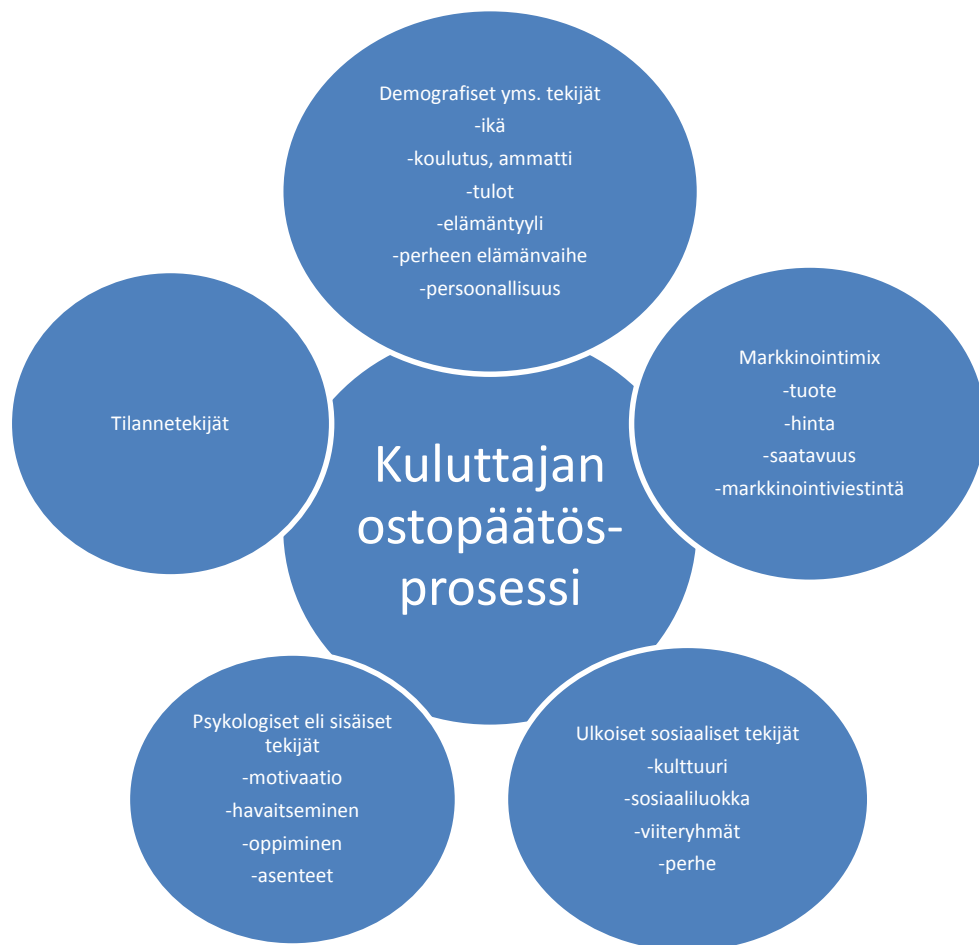 Demografiset yms. tekijät
-ikä
-koulutus, ammatti
-tulot
-elämäntyyli
-perheen elämänvaihe
-persoonallisuus
Markkinointimix
-tuote
-hinta
-saatavuus
-markkinointiviestintä
Tilannetekijät
Kuluttajan
ostopäätös-
prosessi
Psykologiset eli sisäiset
tekijät
-motivaatio
-havaitseminen
-oppiminen
-asenteet
Ulkoiset sosiaaliset tekijät
-kulttuuri
-sosiaaliluokka
-viiteryhmät
-perhe